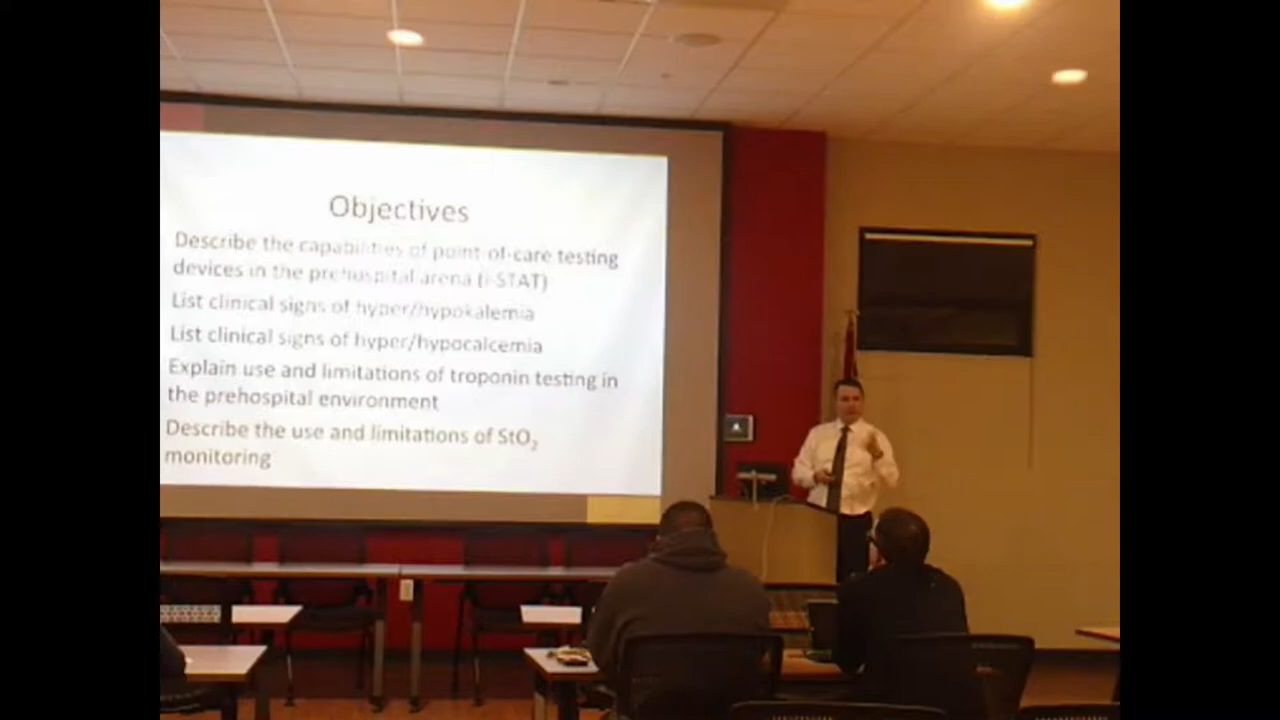 Objectives
Describe the capabilities of point-of-care testing
devices in the prehospital arena (i-STAT)
List clinical signs of hyper/hypokalemia
List clinical signs of hyper/hypocalcemia
Explain use and limitations of troponin testing in
the prehospital environment
Describe the use and limitations of StO₂
monitoring